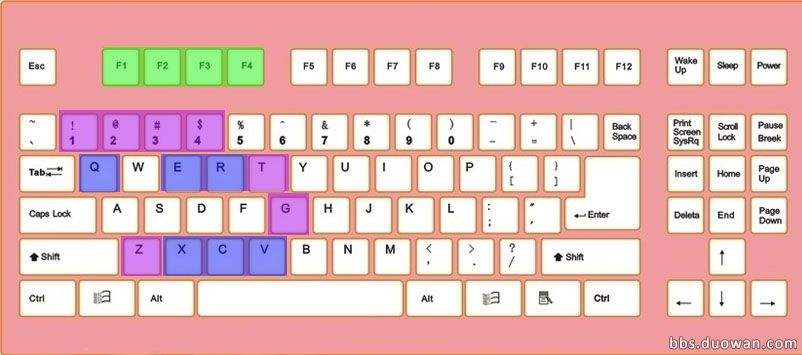 Esc F1 F2 F3 F4 F5 F6 F7 F8 F9 F10 F11 F12 Wake Up Sleep Power
~ ! @ # $ % ^ & * ( ) — + | Back Space Print Screen SysRq Scroll Lock Pause Breek
、 1 2 3 4 5 6 7 8 9 0 - = \
Tab Q W E R T Y U I O P { [ } ] Insert Home Page Up
Caps Lock A S D F G H J K L : ; " , Enter Deleta End Page Down
Shift Z X C V B N M < , > . ? / Shift ↑
Ctrl Alt Alt Ctrl ← ↓ →
bbs.duowan.com